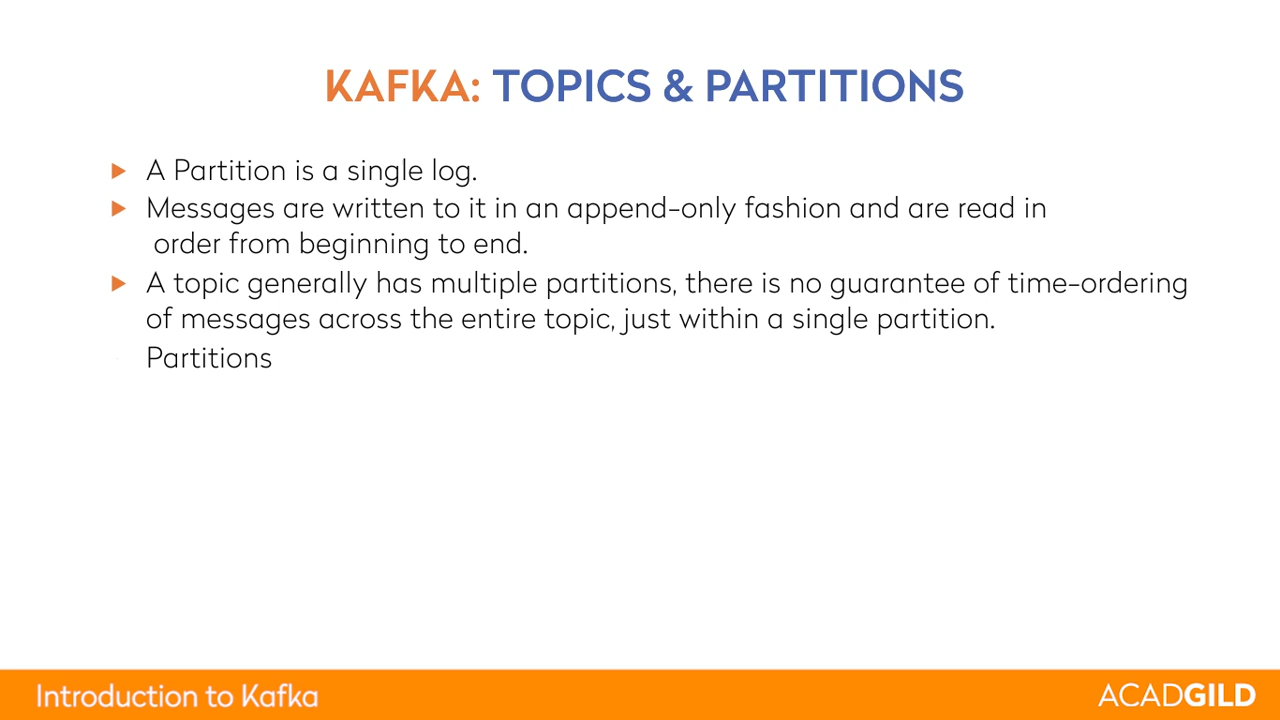 KAFKA: TOPICS & PARTITIONS
A Partition is a single log.
Messages are written to it in an append-only fashion and are read in
order from beginning to end.
A topic generally has multiple partitions, there is no guarantee of time-ordering
of messages across the entire topic, just within a single partition.
Partitions
Introduction to Kafka
ACADGILD